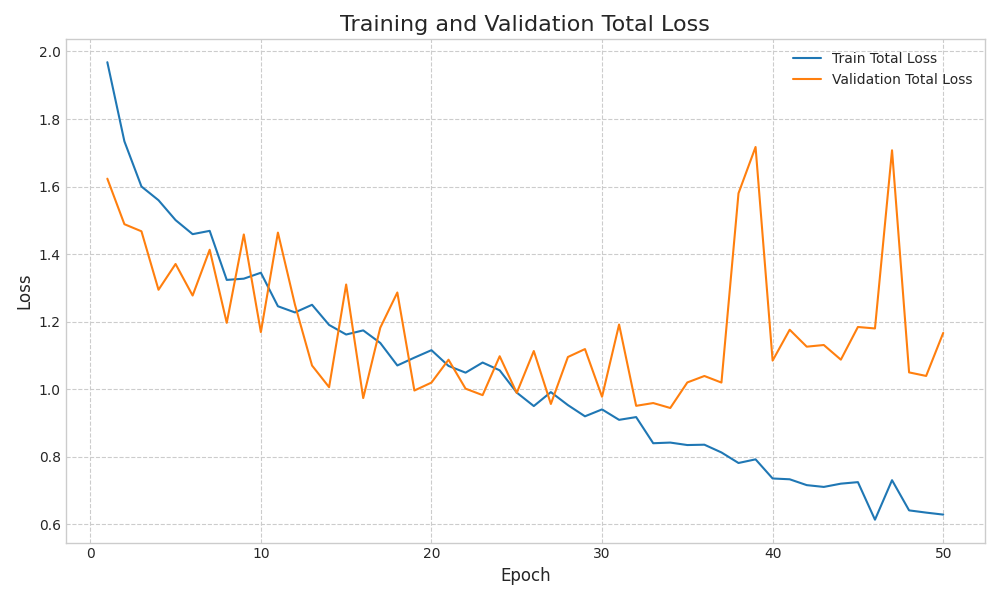 Training and Validation Total Loss
Train Total Loss
Validation Total Loss
2.0
1.8
1.6
1.4
1.2
1.0
0.8
0.6
Loss
0 10 20 30 40 50
Epoch